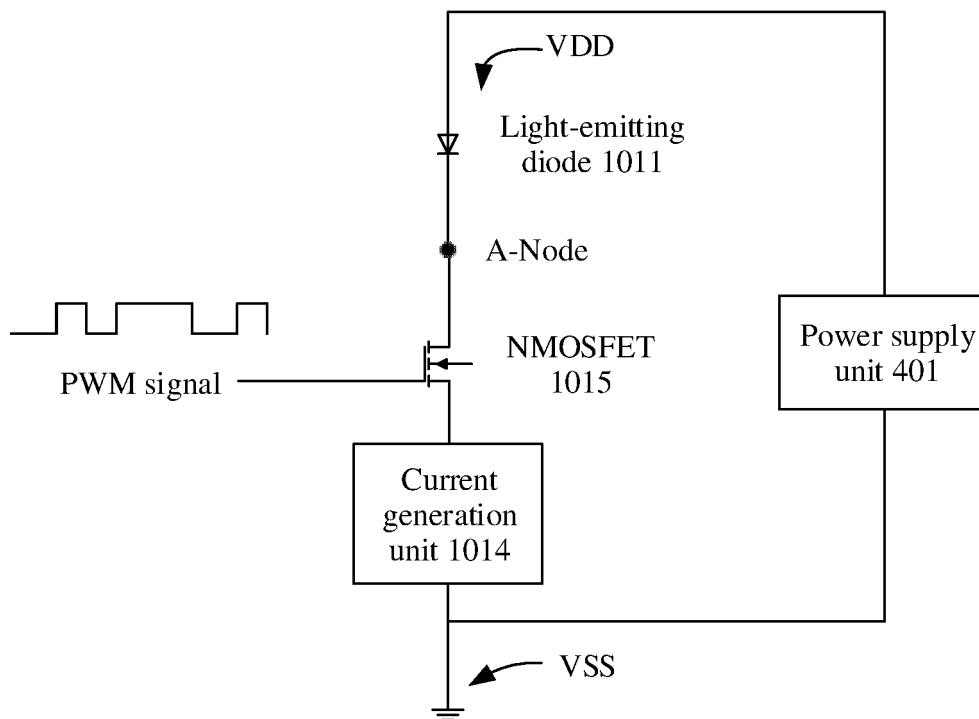 VDD
Light-emitting
diode 1011
A-Node
NMOSFET
1015
PWM signal
Power supply
unit 401
Current
generation
unit 1014
VSS